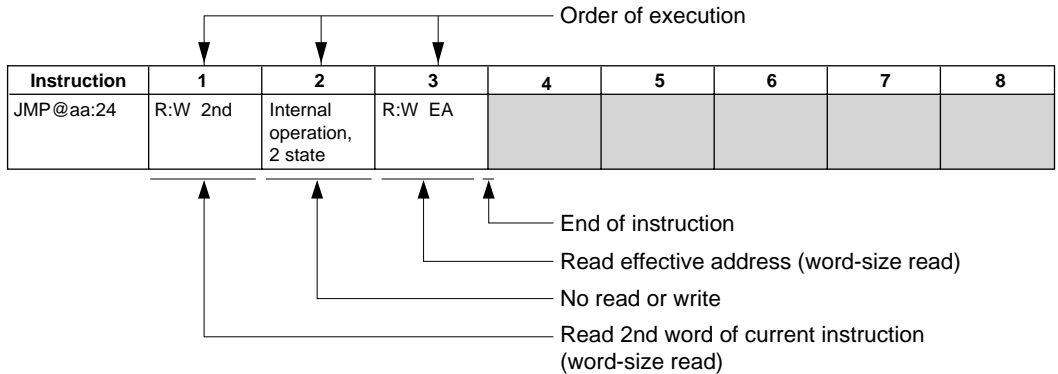 Order of execution
Instruction 1 2 3 4 5 6 7 8
JMP@aa:24 R:W 2nd Internal operation, 2 state R:W EA
End of instruction
Read effective address (word-size read)
No read or write
Read 2nd word of current instruction
(word-size read)